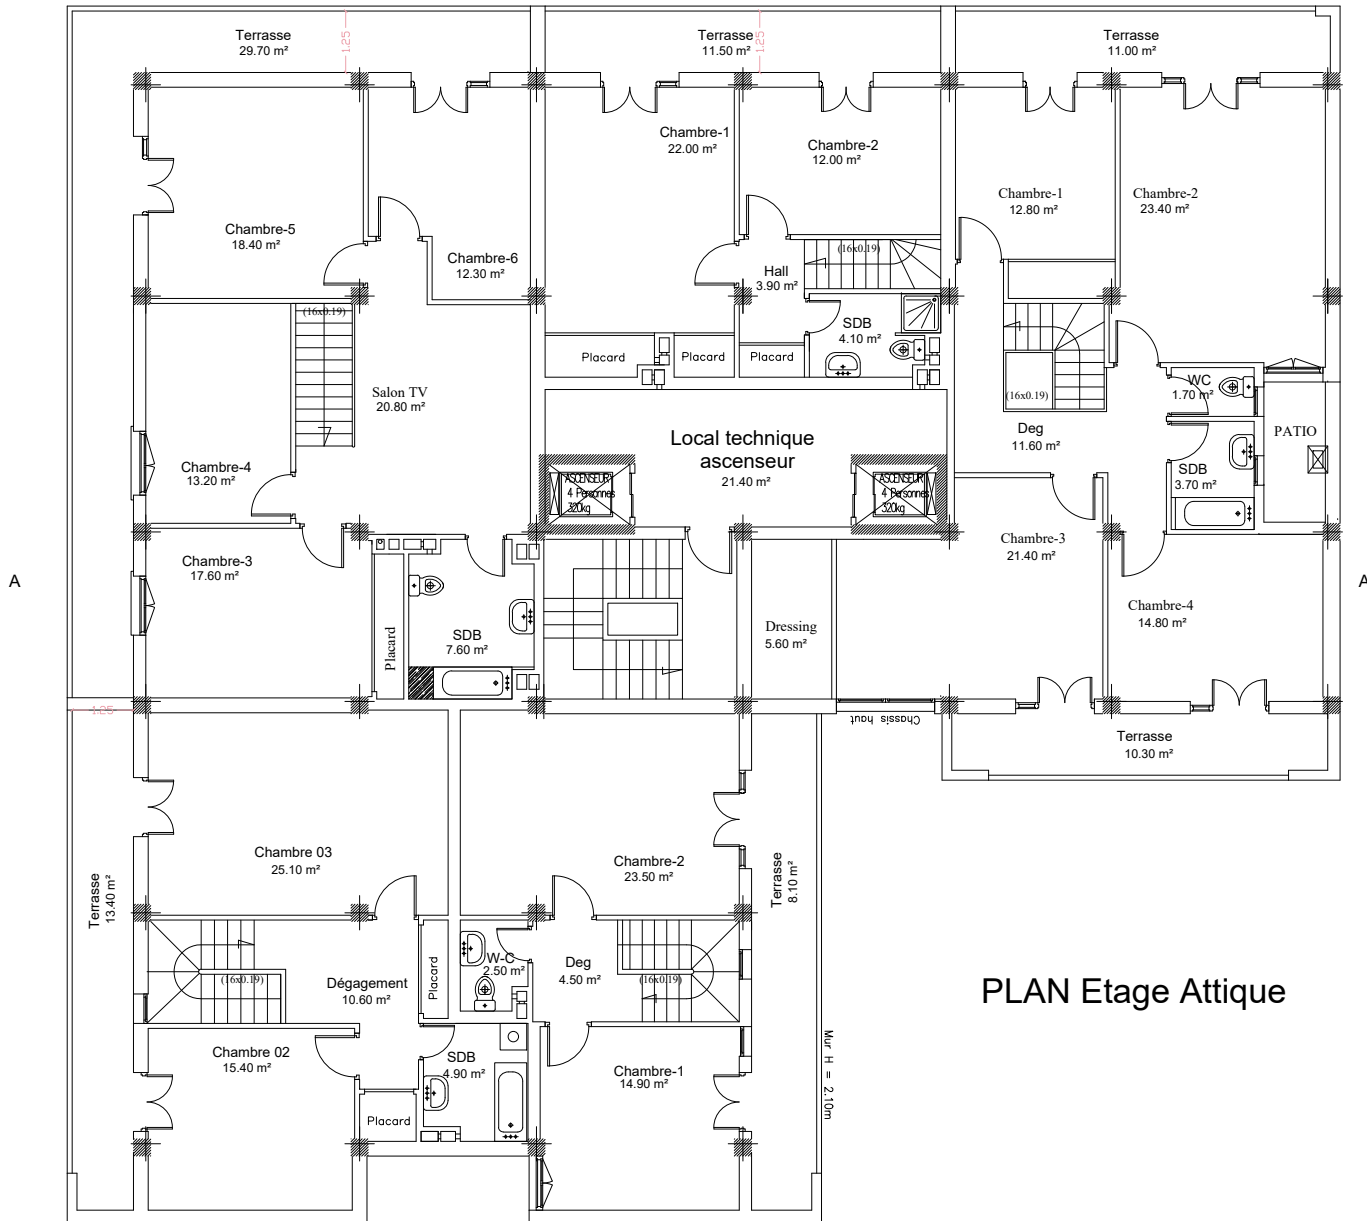 Terrasse
29.70 m²
1.25
Terrasse
11.50 m²
1.25
Terrasse
11.00 m²
Chambre-1
22.00 m²
Chambre-2
12.00 m²
Chambre-1
12.80 m²
Chambre-2
23.40 m²
Chambre-5
18.40 m²
Chambre-6
12.30 m²
(16x0.19)
Hall
3.90 m²
(16x0.19)
SDB
4.10 m²
Placard
Placard
Placard
Salon TV
20.80 m²
(16x0.19)
WC
1.70 m²
Deg
11.60 m²
PATIO
Local technique
ascenseur
21.40 m²
Chambre-4
13.20 m²
ASCENSEUR
4 Personnes
320kg
ASCENSEUR
4 Personnes
320kg
SDB
3.70 m²
Chambre-3
17.60 m²
Chambre-3
21.40 m²
A
A
Placard
SDB
7.60 m²
Dressing
5.60 m²
Chambre-4
14.80 m²
1.25
Chassis haut
Terrasse
10.30 m²
Chambre 03
25.10 m²
Chambre-2
23.50 m²
Terrasse
13.40 m²
Terrasse
8.10 m²
(16x0.19)
Dégagement
10.60 m²
Placard
W-C
2.50 m²
Deg
4.50 m²
(16x0.19)
PLAN Etage Attique
Chambre 02
15.40 m²
SDB
4.90 m²
Chambre-1
14.90 m²
Mur H = 2.10m
Placard